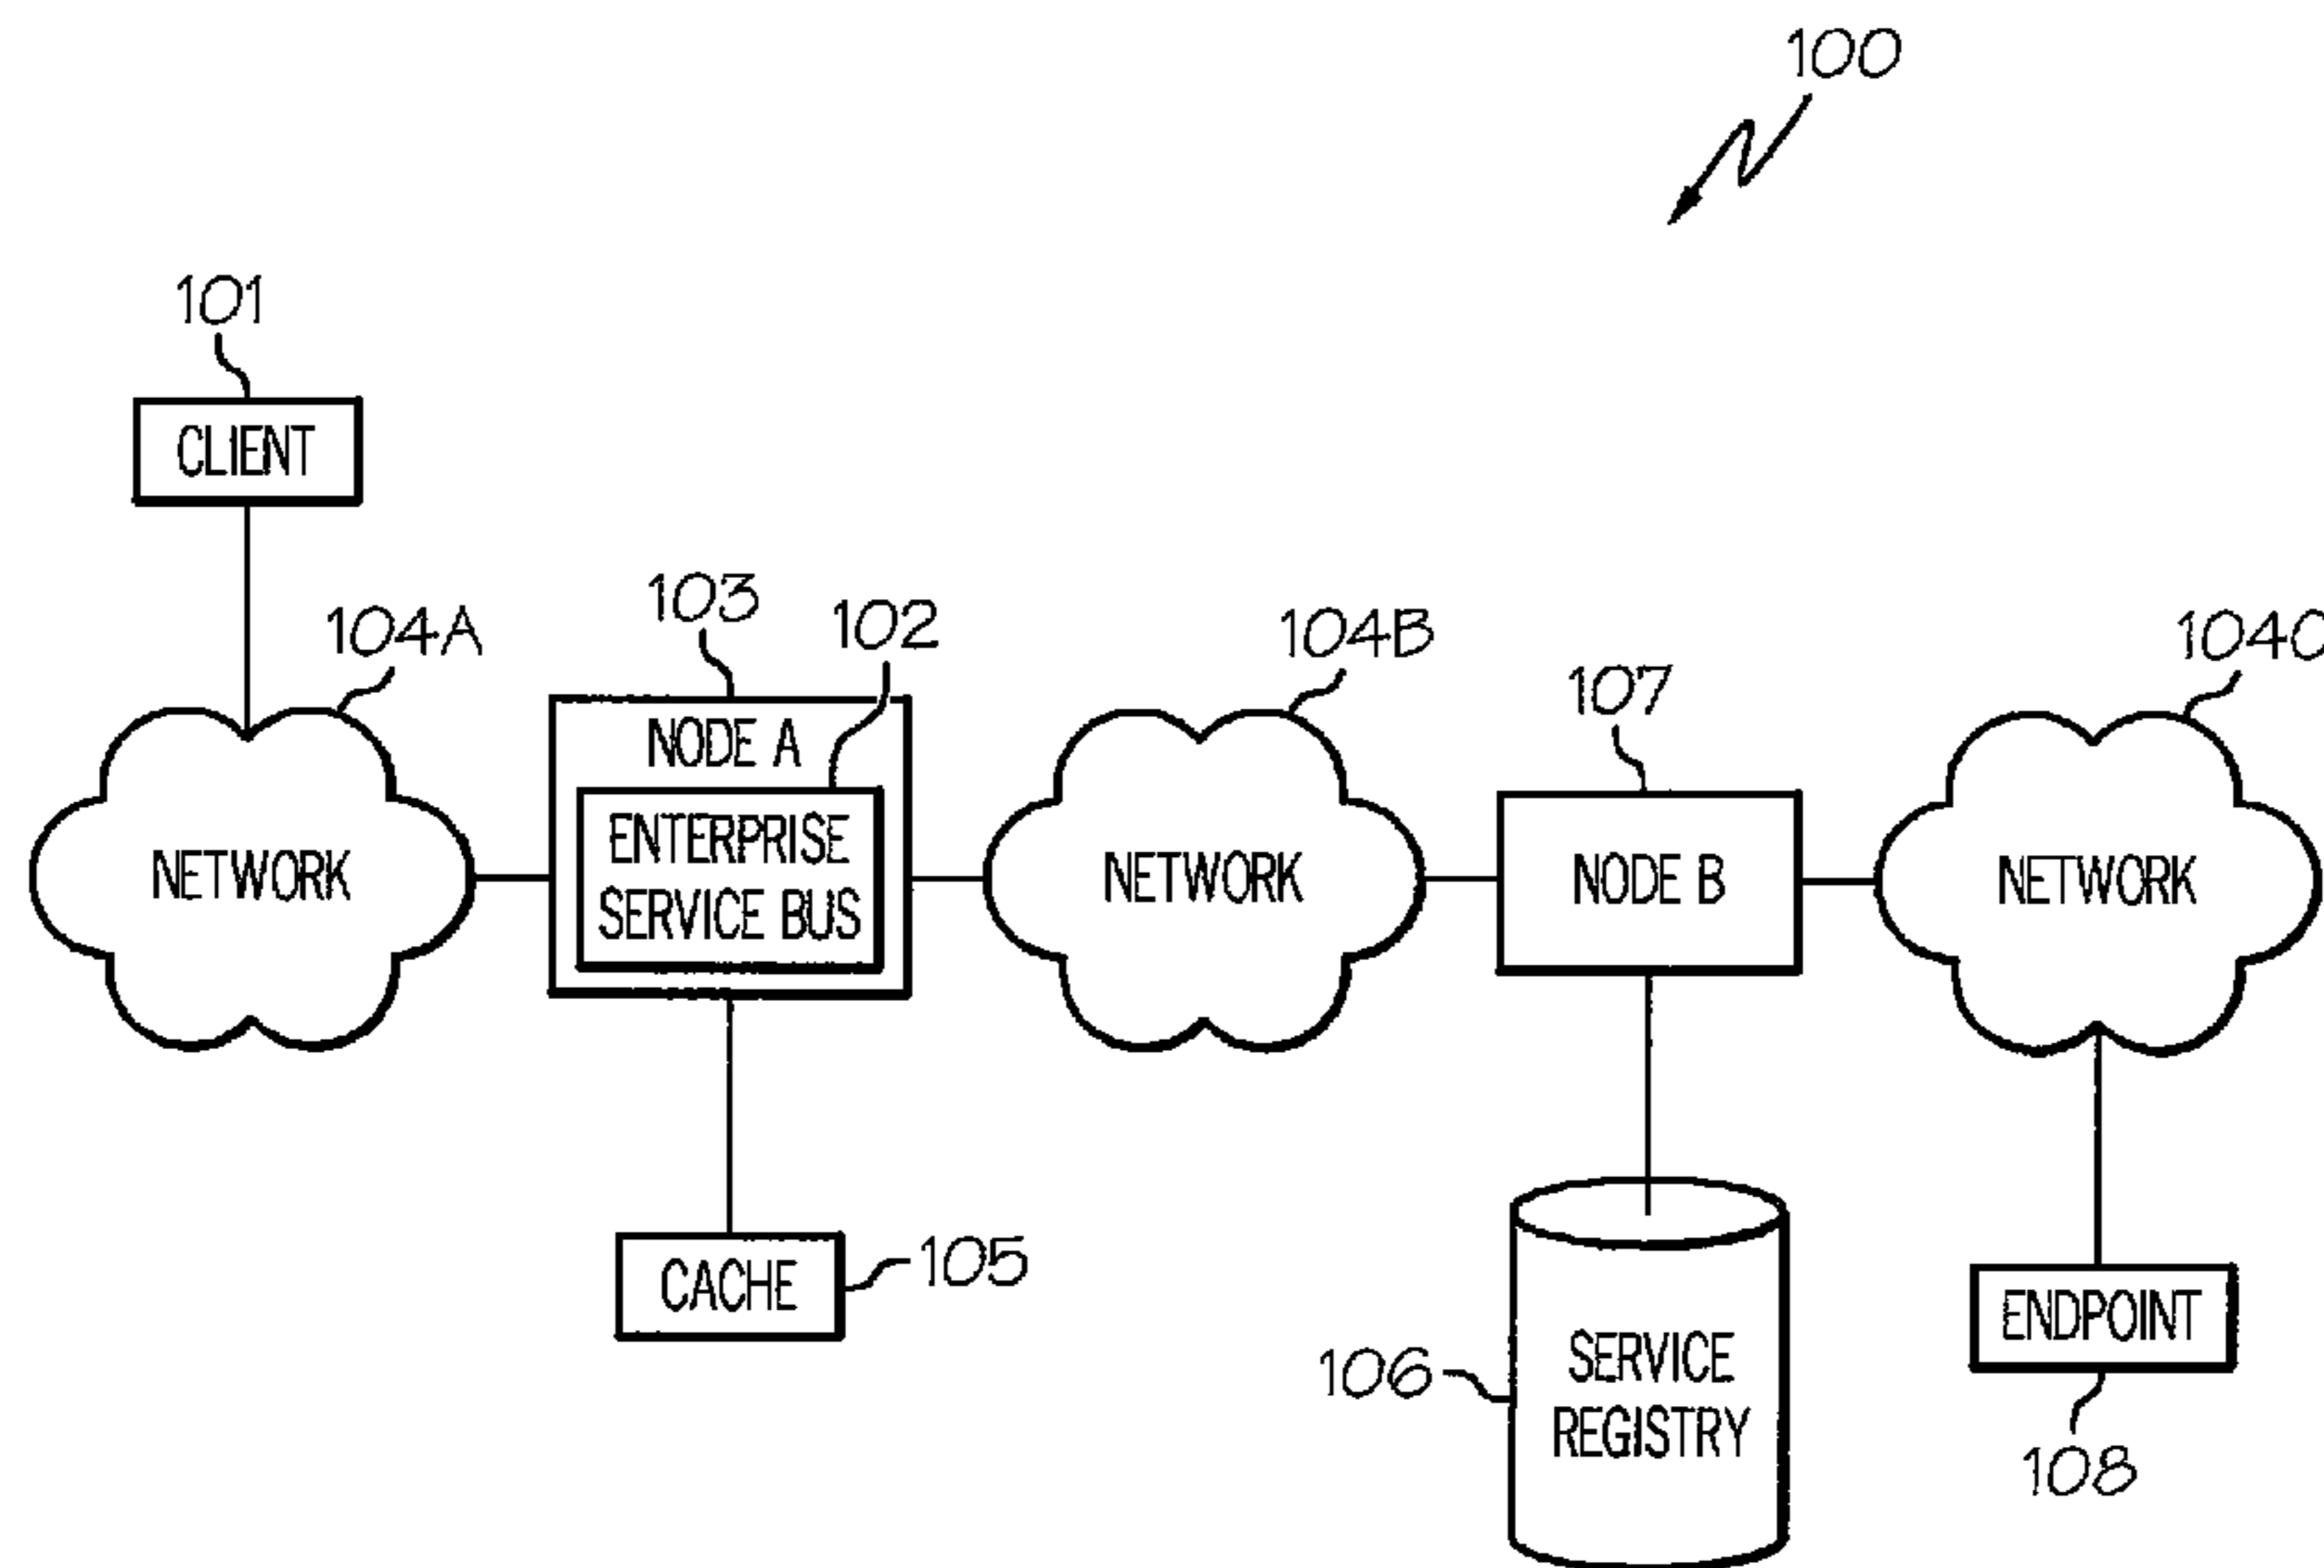 100
101
CLIENT
103
102
104A
104B
104C
107
NODE A
ENTERPRISE
SERVICE BUS
NETWORK
NETWORK
NODE B
NETWORK
CACHE
105
ENDPOINT
106
SERVICE
REGISTRY
108